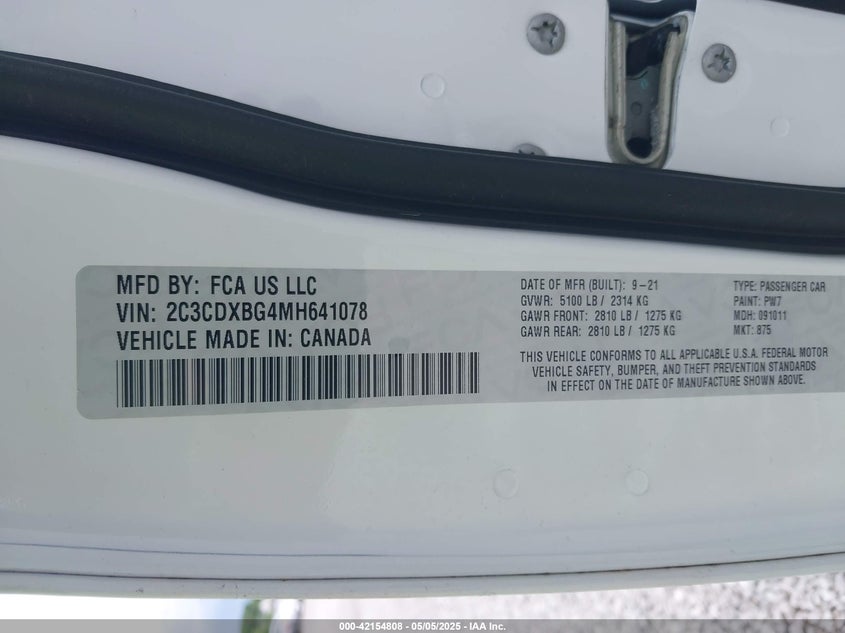 MFD BY: FCA US LLC
VIN: 2C3CDXBG4MH641078
VEHICLE MADE IN: CANADA
DATE OF MFR (BUILT): 9-21
GVWR: 5100 LB / 2314 KG
GAWR FRONT: 2810 LB / 1275 KG
GAWR REAR: 2810 LB / 1275 KG
TYPE: PASSENGER CAR
PAINT: PW7
MDH: 091011
MKT: 875
THIS VEHICLE CONFORMS TO ALL APPLICABLE U.S.A. FEDERAL MOTOR
VEHICLE SAFETY, BUMPER, AND THEFT PREVENTION STANDARDS
IN EFFECT ON THE DATE OF MANUFACTURE SHOWN ABOVE.
000-42154808 - 05/05/2025 - IAA Inc.